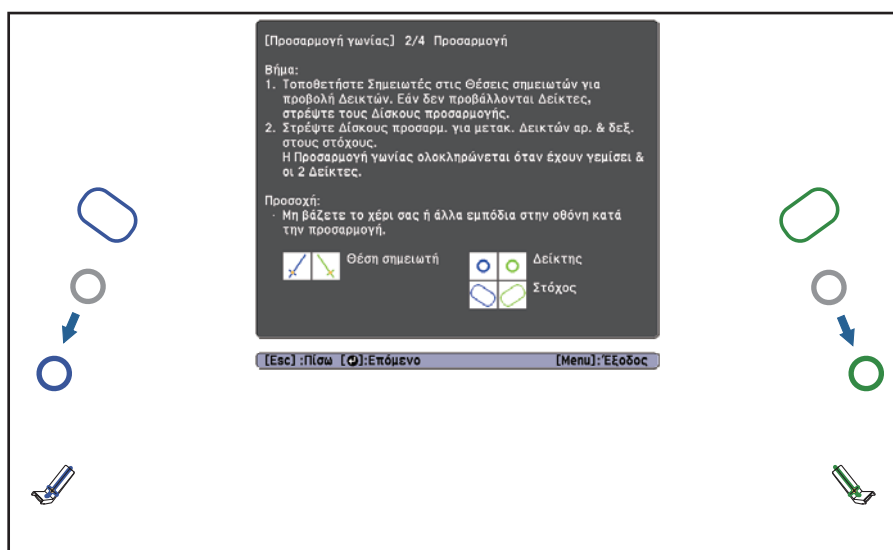 [Προσαρμογή γωνίας] 2/4 Προσαρμογή
Βήμα:
1. Τοποθετήστε Σημειωτές στις Θέσεις σημειωτών για
προβολή Δεικτών. Εάν δεν προβάλλονται Δείκτες,
στρέψτε τους Δίσκους προσαρμογής.
2. Στρέψτε Δίσκους προσαρμ. για μετακ. Δεικτών αρ. & δεξ.
στους στόχους.
Η Προσαρμογή γωνίας ολοκληρώνεται όταν έχουν γεμίσει &
οι 2 Δείκτες.
Προσοχή:
· Μη βάζετε το χέρι σας ή άλλα εμπόδια στην οθόνη κατά
την προσαρμογή.
Θέση σημειωτή
Δείκτης
Στόχος
[Esc] :Πίσω [⏎]:Επόμενο [Menu]:Έξοδος